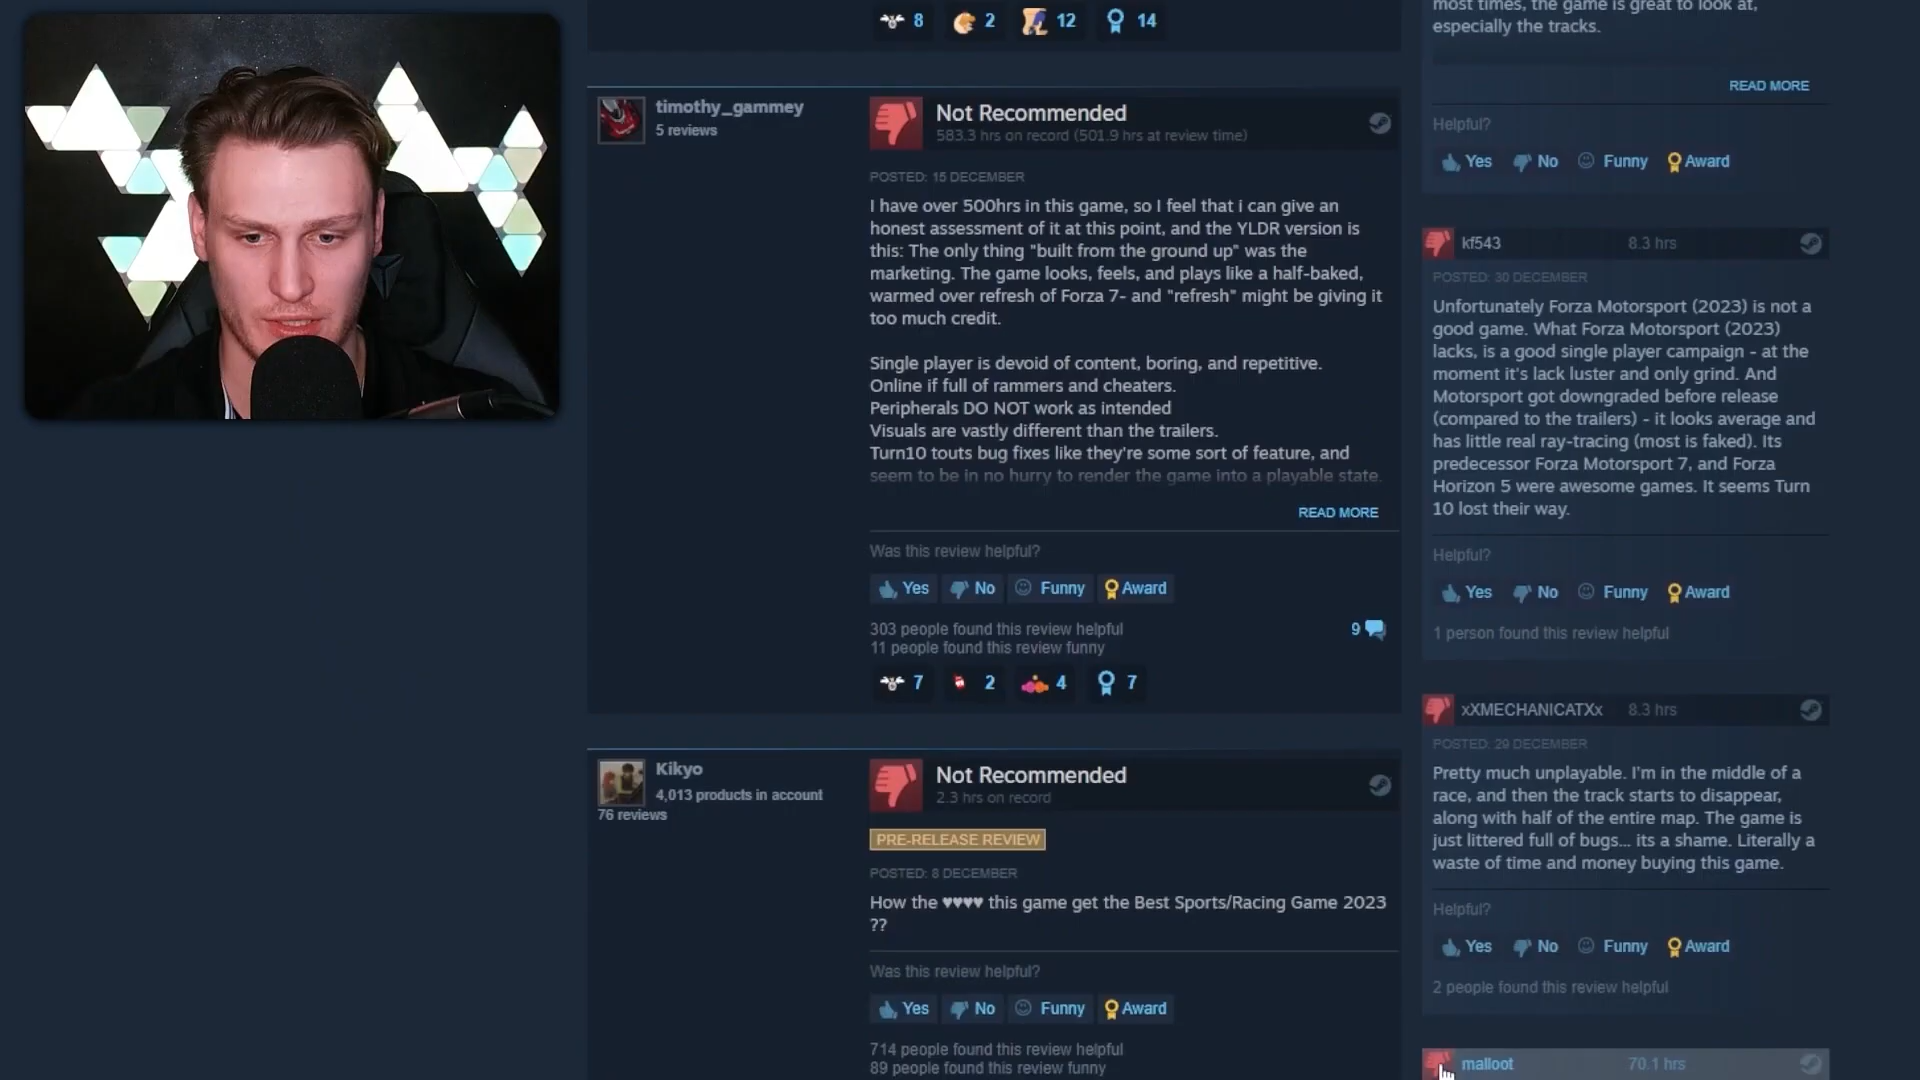 8 2 12 14
timothy_gammey
5 reviews
Not Recommended
583.3 hrs on record (501.9 hrs at review time)
POSTED: 15 DECEMBER
I have over 500hrs in this game, so I feel that i can give an
honest assessment of it at this point, and the YLDR version is
this: The only thing "built from the ground up" was the
marketing. The game looks, feels, and plays like a half-baked,
warmed over refresh of Forza 7- and "refresh" might be giving it
too much credit.
Single player is devoid of content, boring, and repetitive.
Online if full of rammers and cheaters.
Peripherals DO NOT work as intended
Visuals are vastly different than the trailers.
Turn10 touts bug fixes like they're some sort of feature, and
seem to be in no hurry to render the game into a playable state.
READ MORE
Was this review helpful?
Yes No Funny Award
303 people found this review helpful
9
11 people found this review funny
7 2 4 7
Kikyo
4,013 products in account
76 reviews
Not Recommended
2.3 hrs on record
PRE-RELEASE REVIEW
POSTED: 8 DECEMBER
How the ♥♥♥♥ this game get the Best Sports/Racing Game 2023
??
Was this review helpful?
Yes No Funny Award
714 people found this review helpful
89 people found this review funny
most times, the game is great to look at,
especially the tracks.
READ MORE
Helpful?
Yes No Funny Award
kf543 8.3 hrs
POSTED: 30 DECEMBER
Unfortunately Forza Motorsport (2023) is not a
good game. What Forza Motorsport (2023)
lacks, is a good single player campaign - at the
moment it's lack luster and only grind. And
Motorsport got downgraded before release
(compared to the trailers) - it looks average and
has little real ray-tracing (most is faked). Its
predecessor Forza Motorsport 7, and Forza
Horizon 5 were awesome games. It seems Turn
10 lost their way.
Helpful?
Yes No Funny Award
1 person found this review helpful
xXMECHANICATXx 8.3 hrs
POSTED: 29 DECEMBER
Pretty much unplayable. I'm in the middle of a
race, and then the track starts to disappear,
along with half of the entire map. The game is
just littered full of bugs... its a shame. Literally a
waste of time and money buying this game.
Helpful?
Yes No Funny Award
2 people found this review helpful
malloot 70.1 hrs